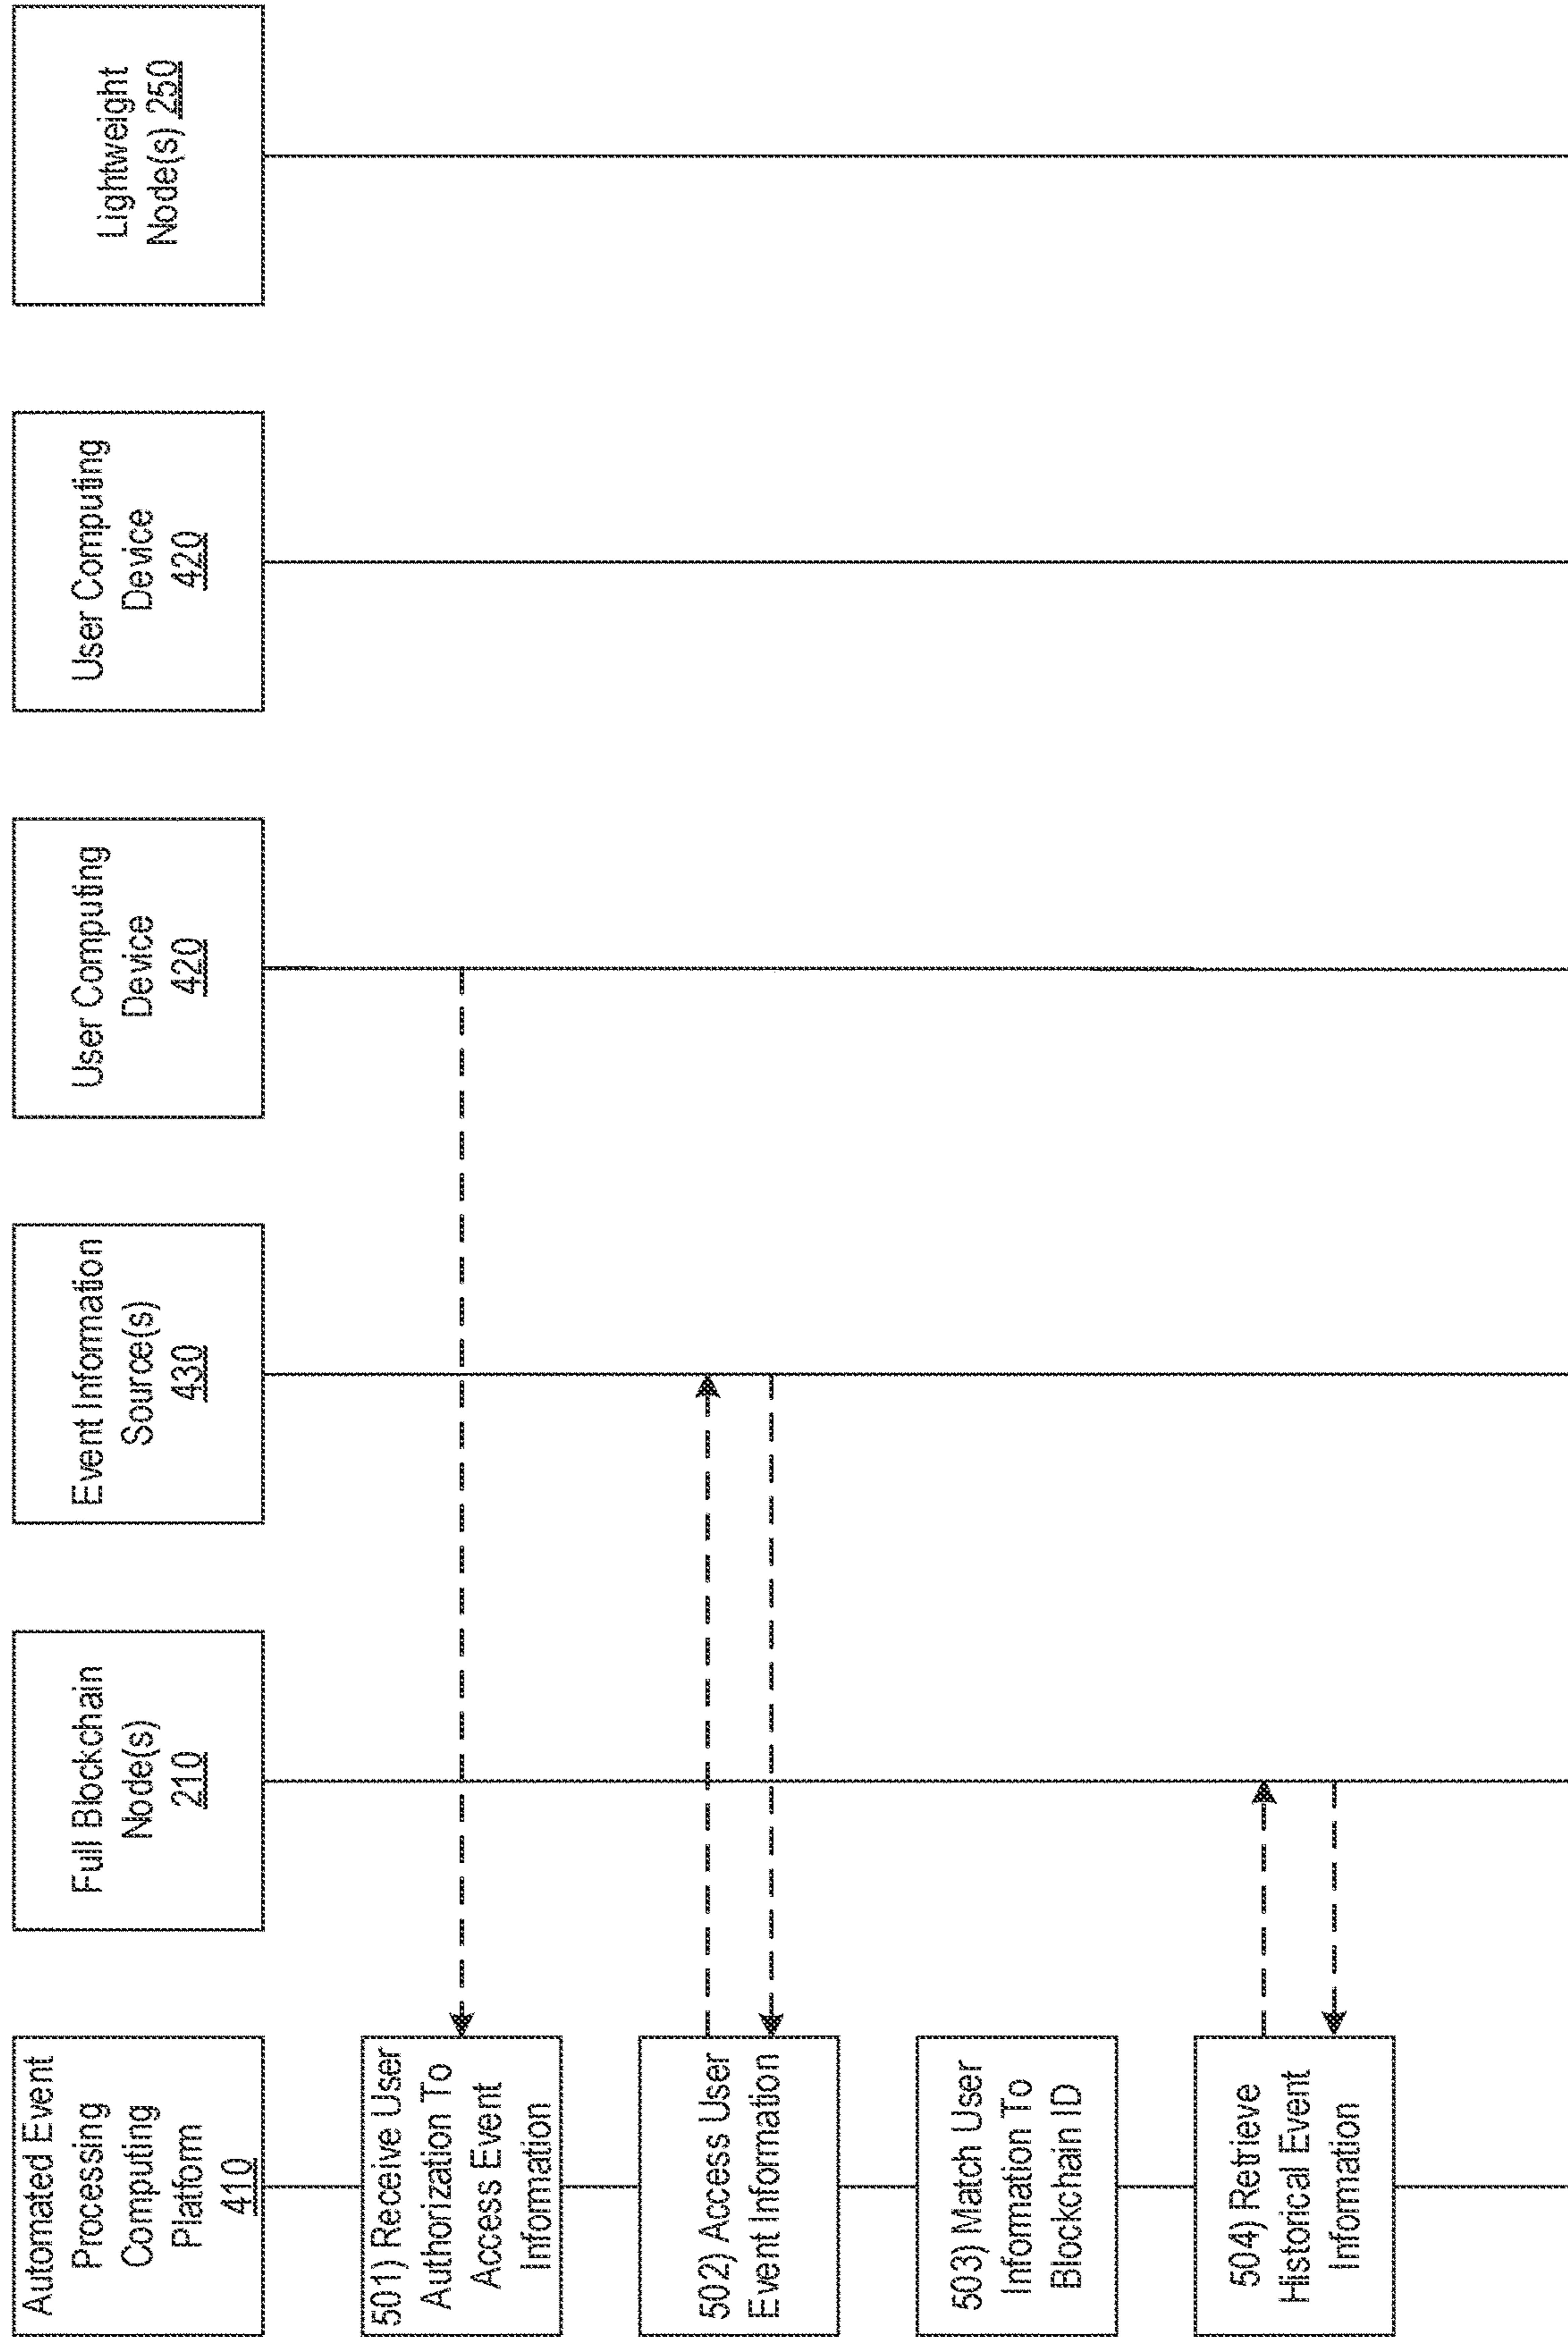 Automated Event
Processing
Computing
Platform
410
Full Blockchain
Node(s)
210
Event Information
Source(s)
430
User Computing
Device
420
User Computing
Device
420
Lightweight
Node(s) 250
501) Receive User
Authorization To
Access Event
Information
502) Access User
Event Information
503) Match User
Information To
Blockchain ID
504) Retrieve
Historical Event
Information